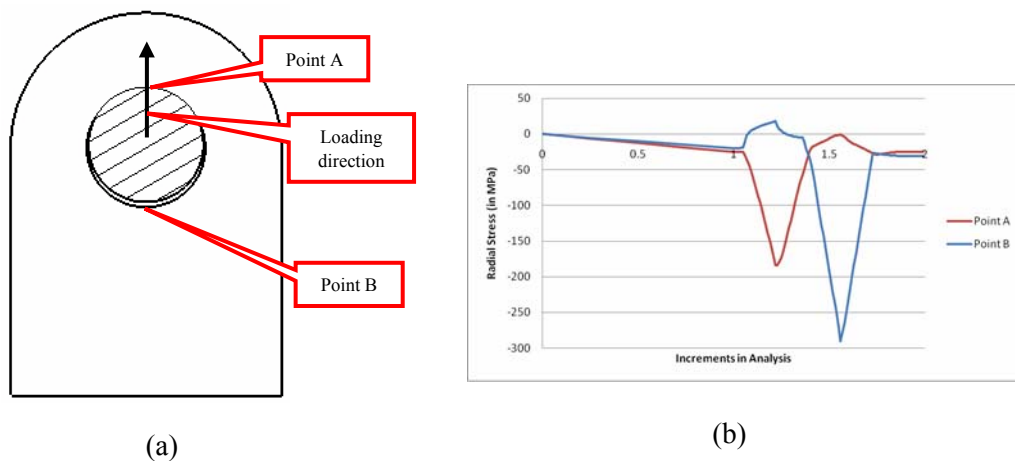 Point A
Loading
direction
Point B
(a)
50
0
-50
-100
-150
-200
-250
-300
0
0.5
1
1.5
2
Radial Stress (in MPa)
Increments in Analysis
Point A
Point B
(b)